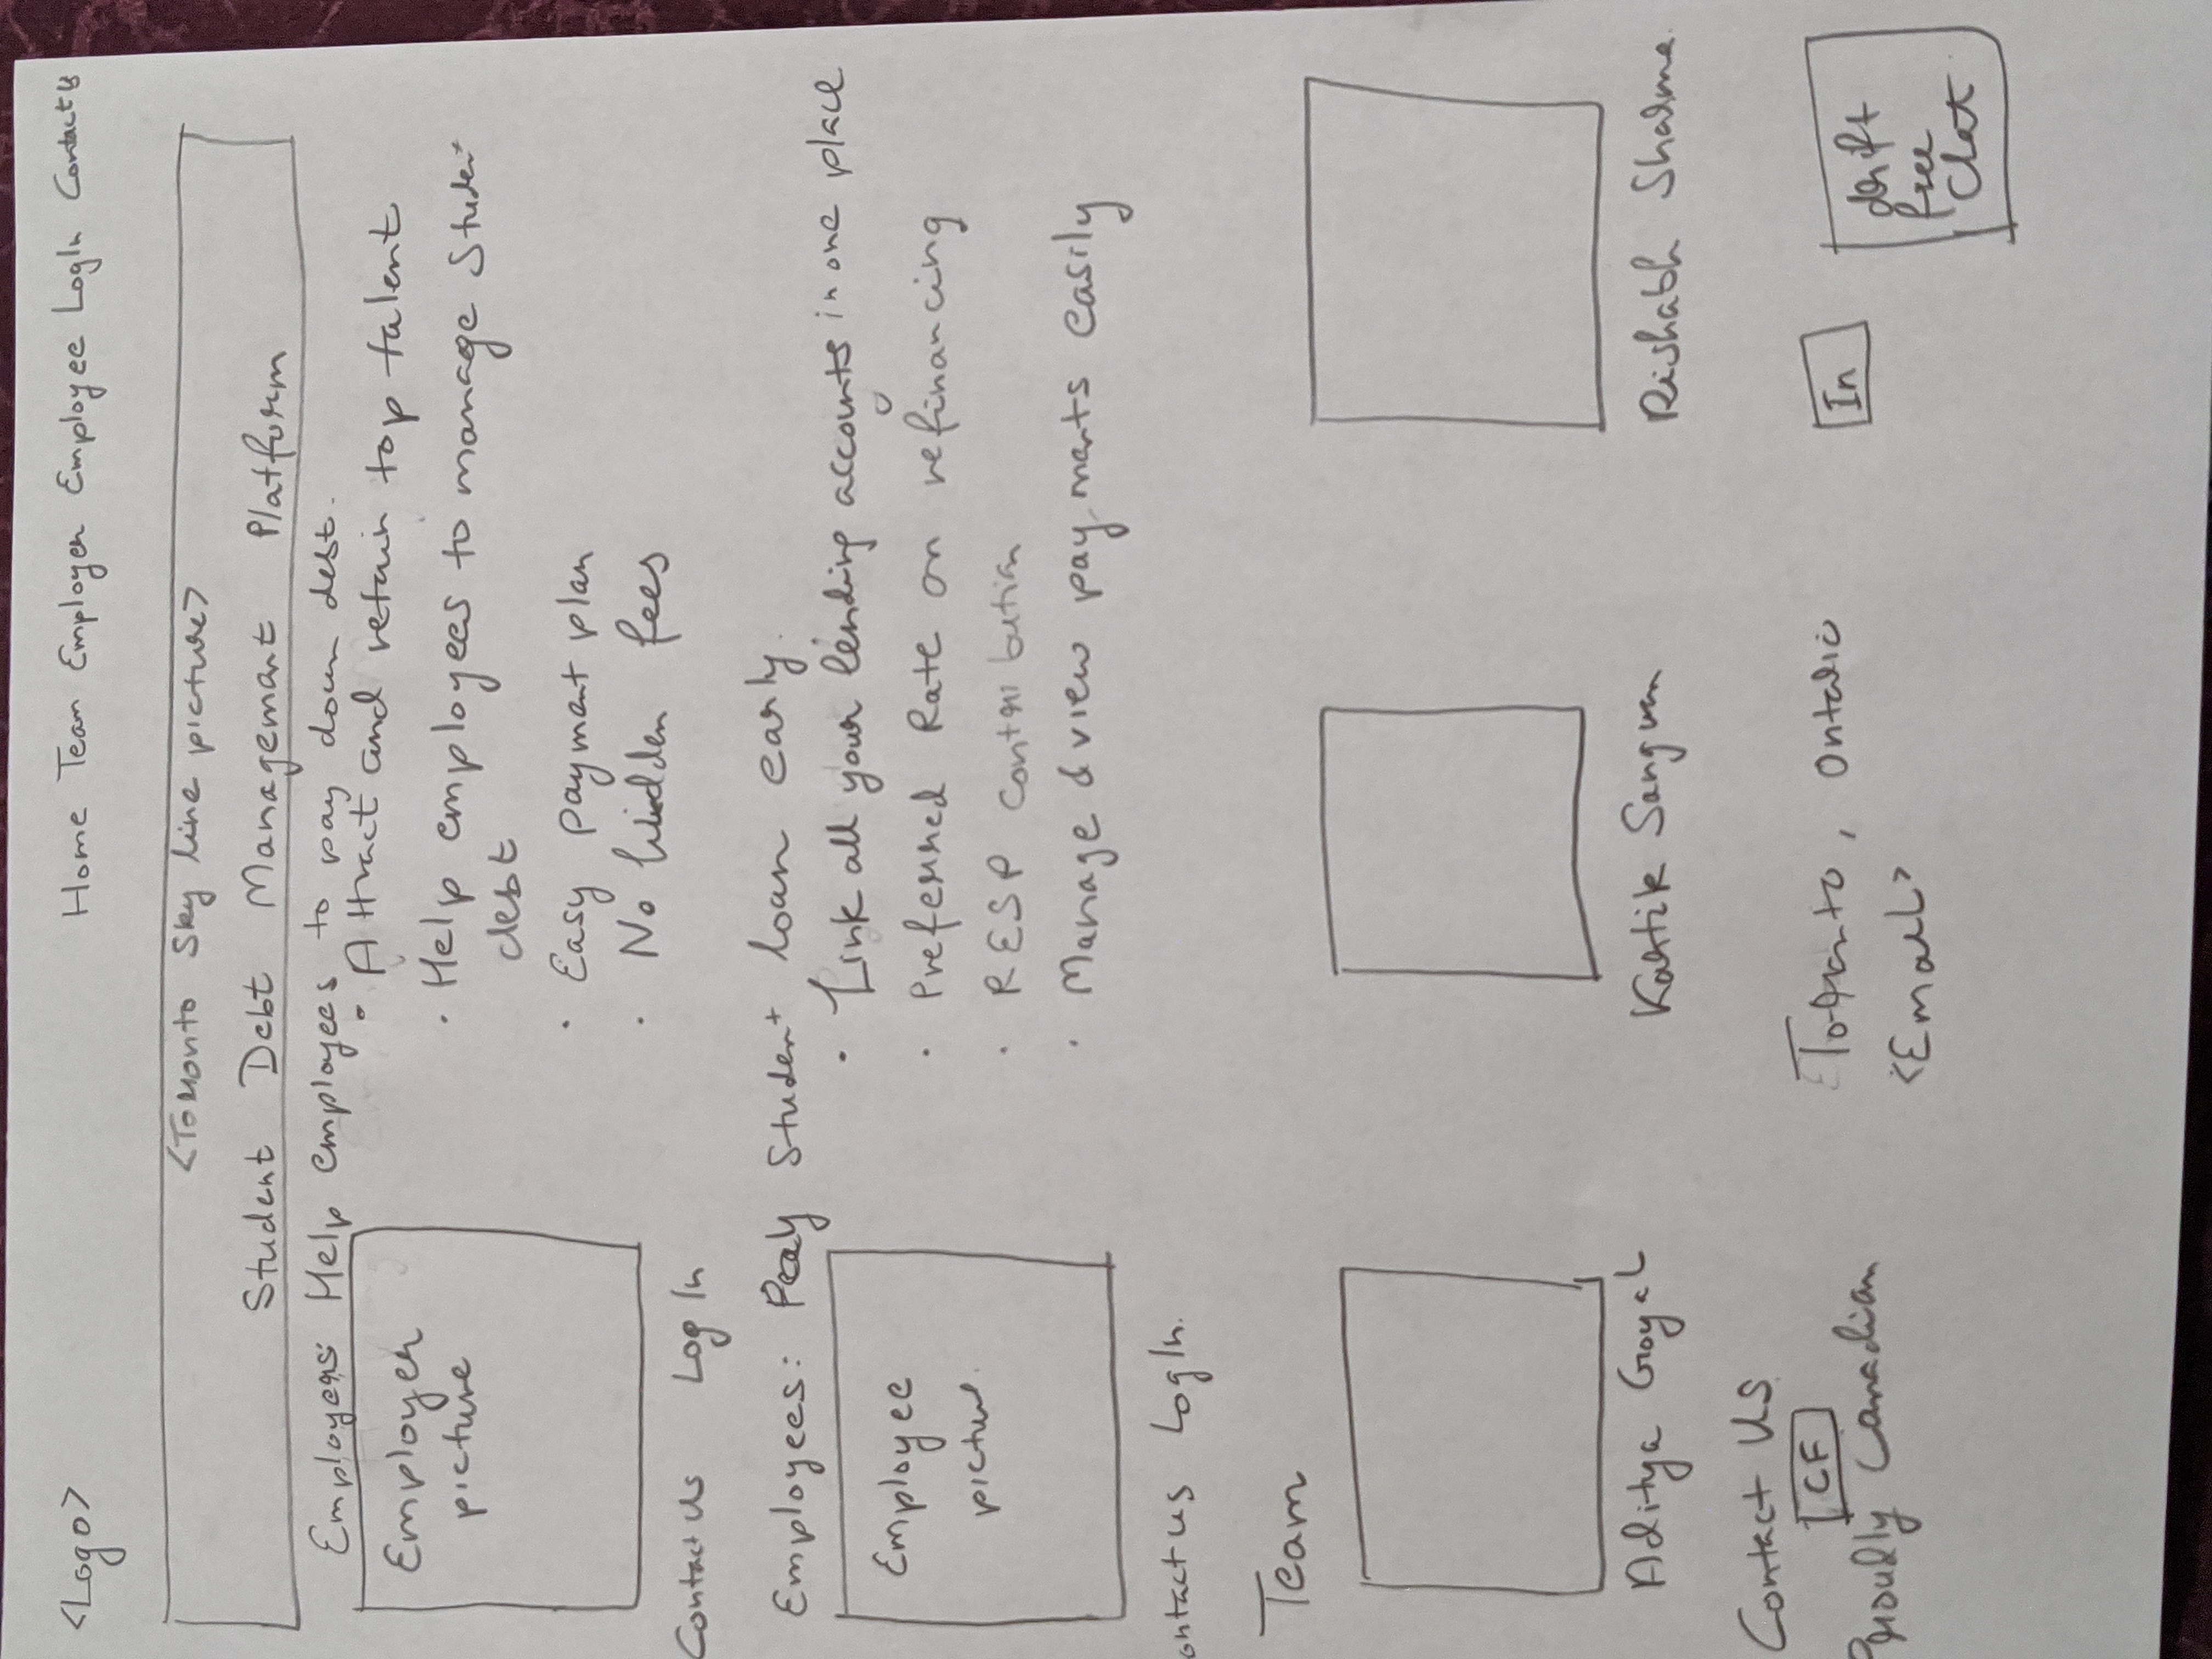 <Logo>
Home Team Employer Employee LogIn Contact Us
<Toronto Sky line picture>
Student Debt Management Platform
Employers: Help employees to pay down debt.
Employer
picture
· Attract and retain top talent
· Help employees to manage Student
debt
· Easy payment plan
· No hidden fees
Contact Us Log In
Employees: Pay Student loan early.
Employee
picture.
· Link all your lending accounts in one place
· Preferred Rate on refinancing
· RESP contribution
· Manage & view payments easily
ontact us LogIn.
Team
Aditya Goyal
Kartik Sangwan
Rishabh Sharma
Contact Us
CF
Proudly Canadian
Toronto, Ontario
<Email>
In
drift
free
Chat